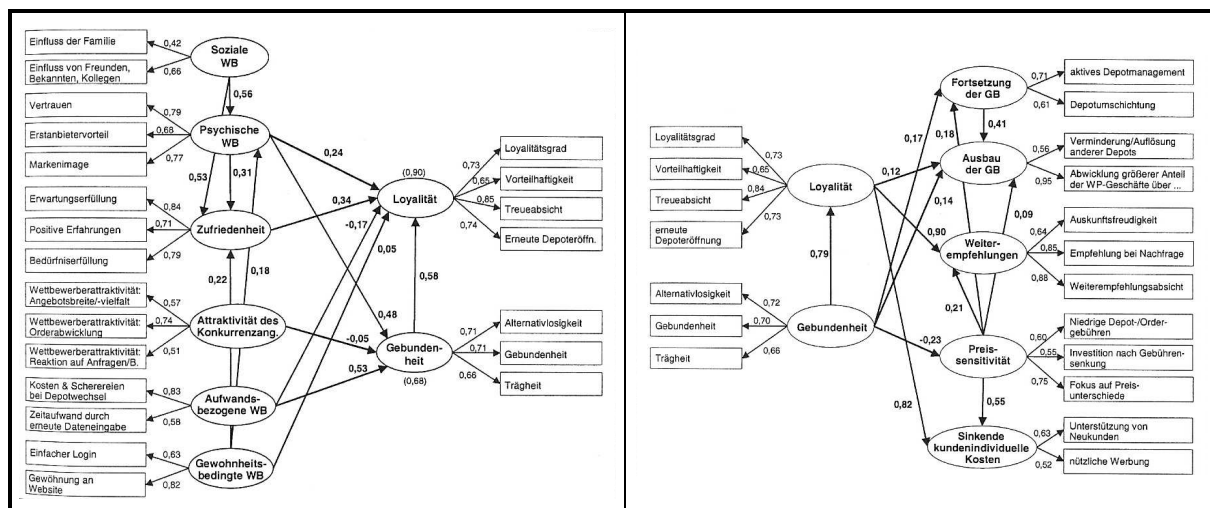 Einfluss der Familie
0,42
Einfluss von Freunden,
Bekannten, Kollegen
0,66
Soziale
WB
0,56
Vertrauen
0,79
Erstanbietervorteil
0,68
Markenimage
0,77
Psychische
WB
0,24
0,53
0,31
Erwartungserfüllung
0,84
Positive Erfahrungen
0,71
Bedürfniserfüllung
0,79
Zufriedenheit
0,34
-0,17
0,05
0,22
0,18
Wettbewerberattraktivität:
Angebotsbreite/-vielfalt
0,57
Wettbewerberattraktivität:
Orderabwicklung
0,74
Wettbewerberattraktivität:
Reaktion auf Anfragen/B.
0,51
Attraktivität des
Konkurrenzang.
0,48
-0,05
0,53
Kosten & Scherereien
bei Depotwechsel
0,83
Zeitaufwand durch
erneute Dateneingabe
0,58
Aufwands-
bezogene WB
Einfacher Login
0,63
Gewöhnung an
Website
0,82
Gewohnheits-
bedingte WB
(0,90)
Loyalität
0,73
Loyalitätsgrad
0,65
Vorteilhaftigkeit
0,85
Treueabsicht
0,74
Erneute Depoteröffn.
0,58
Gebunden-
heit
(0,68)
0,71
Alternativlosigkeit
0,71
Gebundenheit
0,66
Trägheit
Loyalitätsgrad
0,73
Vorteilhaftigkeit
0,65
Treueabsicht
0,84
erneute
Depoteröffnung
0,73
Loyalität
0,79
Alternativlosigkeit
0,72
Gebundenheit
0,70
Trägheit
0,66
Gebundenheit
0,17
0,18
0,12
0,14
0,90
0,09
0,21
-0,23
0,82
Fortsetzung
der GB
0,71
aktives Depotmanagement
0,61
Depotumschichtung
0,41
Ausbau
der GB
0,56
Verminderung/Auflösung
anderer Depots
0,95
Abwicklung größerer Anteil
der WP-Geschäfte über ...
Weiter-
empfehlungen
0,64
Auskunftsfreudigkeit
0,85
Empfehlung bei Nachfrage
0,88
Weiterempfehlungsabsicht
Preis-
sensitivität
0,60
Niedrige Depot-/Order-
gebühren
0,55
Investition nach Gebühren-
senkung
0,75
Fokus auf Preis-
unterschiede
0,55
Sinkende
kundenindividuelle
Kosten
0,63
Unterstützung von
Neukunden
0,52
nützliche Werbung